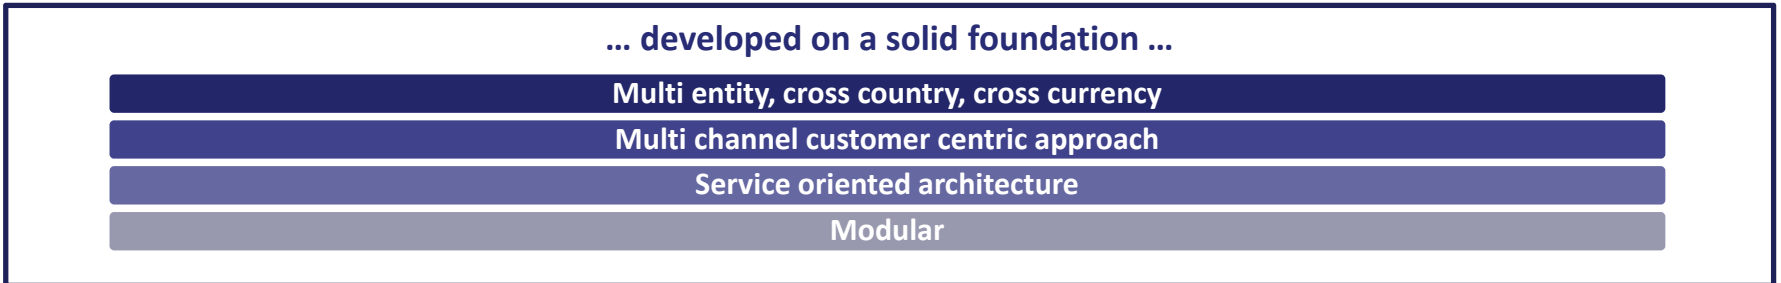 … developed on a solid foundation …
Multi entity, cross country, cross currency
Multi channel customer centric approach
Service oriented architecture
Modular